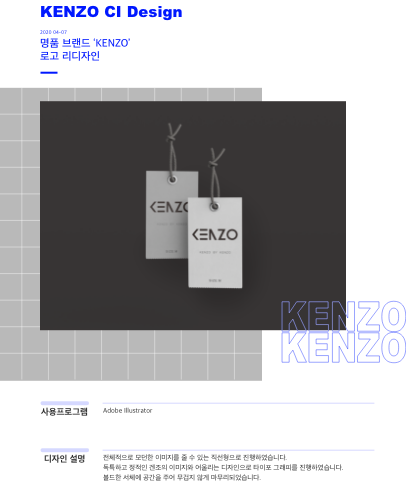 KENZO CI Design
2020 04-07
명품 브랜드 ‘KENZO’
로고 리디자인
KENZO
KENZO
KENZO
KENZO
사용프로그램
Adobe Illustrator
디자인 설명
전체적으로 모던한 이미지를 줄 수 있는 직선형으로 진행하였습니다.
독특하고 정적인 겐조의 이미지와 어울리는 디자인으로 타이포 그래피를 진행하였습니다.
볼드한 서체에 공간을 주어 무겁지 않게 마무리되었습니다.